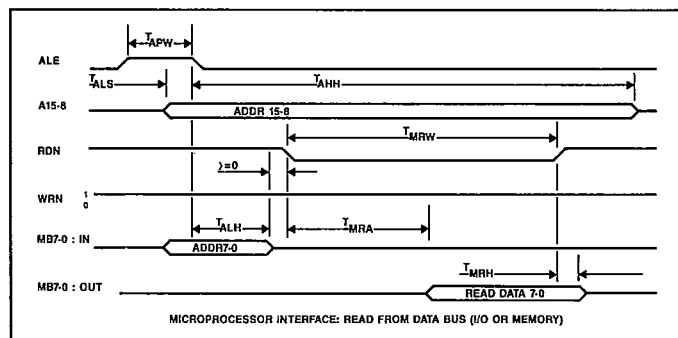 TAPW
ALE
TALS
TAHH
A15-8
ADDR 15-8
TMRW
RDN
>=0
WRN 1
0
TALH
TMRA
MB7-0 : IN
ADDR7-0
TMRH
MB7-0 : OUT
READ DATA 7-0
MICROPROCESSOR INTERFACE: READ FROM DATA BUS (I/O OR MEMORY)